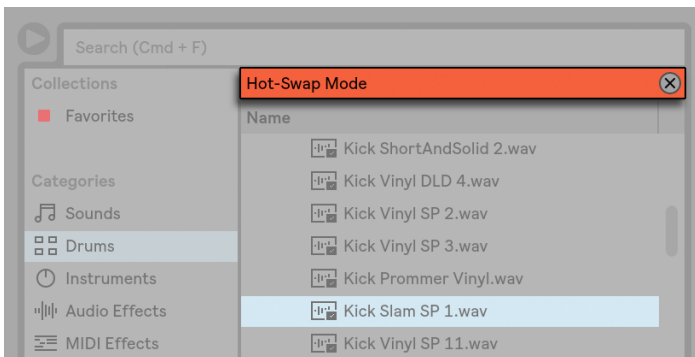 Search (Cmd + F)
Collections
Favorites
Categories
Sounds
Drums
Instruments
Audio Effects
MIDI Effects
Hot-Swap Mode
Name
Kick ShortAndSolid 2.wav
Kick Vinyl DLD 4.wav
Kick Vinyl SP 2.wav
Kick Vinyl SP 3.wav
Kick Prommer Vinyl.wav
Kick Slam SP 1.wav
Kick Vinyl SP 11.wav